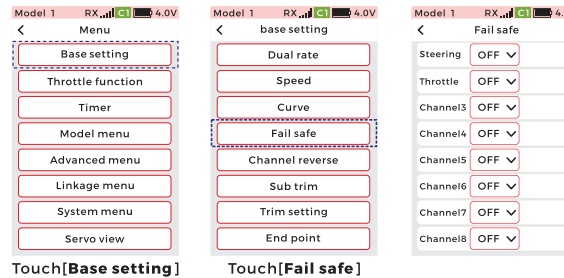 Model 1 RX C1 4.0V
Menu
Base setting
Throttle function
Timer
Model menu
Advanced menu
Linkage menu
System menu
Servo view
Touch[Base setting]
Model 1 RX C1 4.0V
base setting
Dual rate
Speed
Curve
Fail safe
Channel reverse
Sub trim
Trim setting
End point
Touch[Fail safe]
Model 1 RX C1 4.
Fail safe
Steering OFF
Throttle OFF
Channel3 OFF
Channel4 OFF
Channel5 OFF
Channel6 OFF
Channel7 OFF
Channel8 OFF